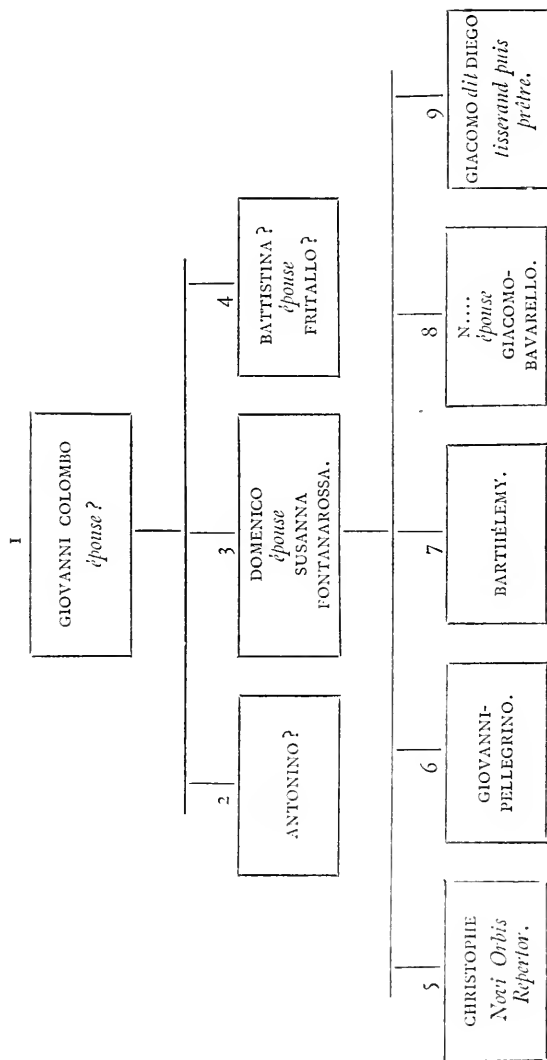 I
GIOVANNI COLOMBO
épouse ?
2
ANTONINO ?
3
DOMENICO
épouse
SUSANNA
FONTANAROSSA.
4
BATTISTINA ?
épouse
FRITALLO ?
5
CHRISTOPHE
Novi Orbis
Repertor.
6
GIOVANNI-
PELLEGRINO.
7
BARTHÉLEMY.
8
N....
épouse
GIACOMO-
BAVARELLO.
9
GIACOMO dit DIEGO
tisserand puis
prêtre.